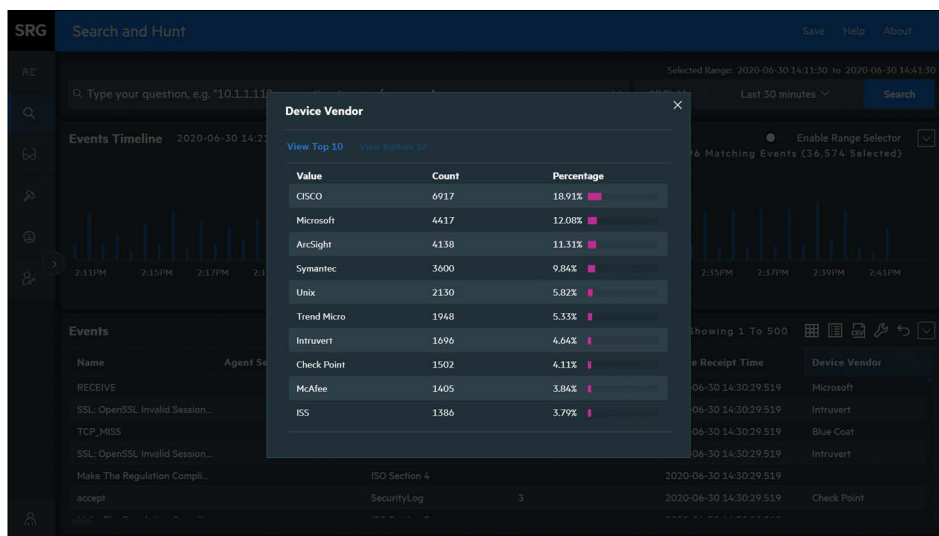 SRG Search and Hunt Save Help About
Selected Range: 2020-06-30 14:11:30 to 2020-06-30 14:41:30
Type your question, e.g. "10.1.1.11 Last 30 minutes Search
Events Timeline 2020-06-30 14:2 Enable Range Selector
6 Matching Events (36,574 Selected)
2:11PM 2:15PM 2:17PM 2:35PM 2:37PM 2:39PM 2:41PM
Device Vendor
View Top 10 View Bottom 10
Value Count Percentage
CISCO 6917 18.91%
Microsoft 4417 12.08%
ArcSight 4138 11.31%
Symantec 3600 9.84%
Unix 2130 5.82%
Trend Micro 1948 5.33%
Intruvert 1696 4.64%
Check Point 1502 4.11%
McAfee 1405 3.84%
ISS 1386 3.79%
Events Showing 1 To 500 CSV
Name Agent Se e Receipt Time Device Vendor
RECEIVE -06-30 14:30:29.519 Microsoft
SSL: OpenSSL Invalid Session... -06-30 14:30:29.519 Intruvert
TCP_MISS -06-30 14:30:29.519 Blue Coat
SSL: OpenSSL Invalid Session... -06-30 14:30:29.519 Intruvert
Make The Regulation Compli... ISO Section 4 2020-06-30 14:30:29.519
accept SecurityLog 3 2020-06-30 14:30:29.519 Check Point